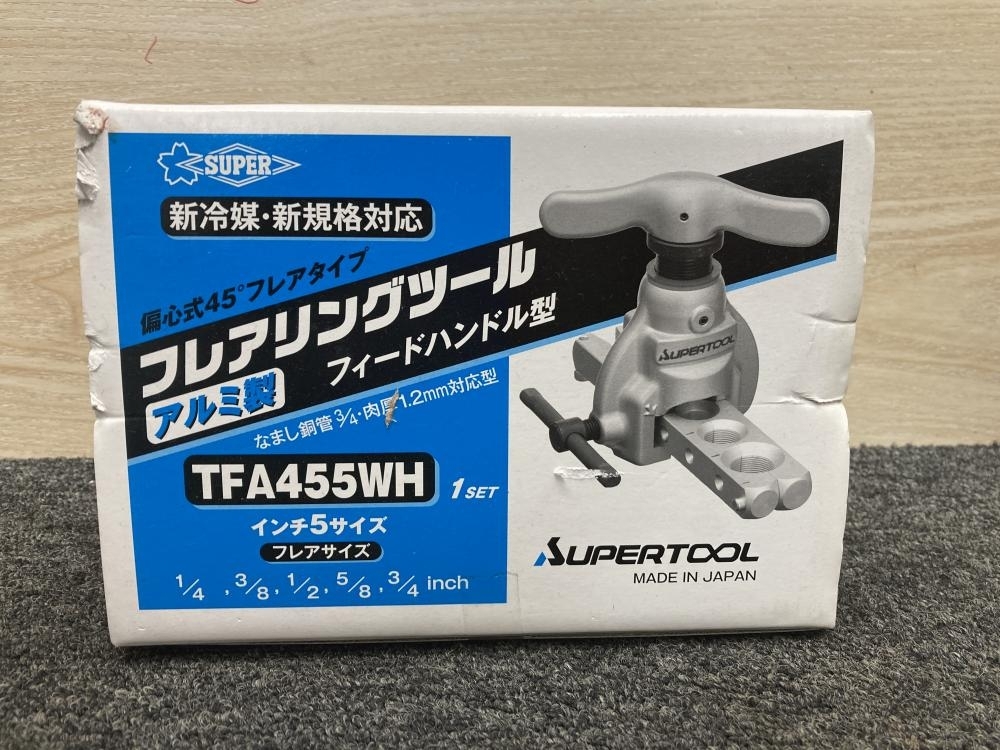 SUPER
新冷媒・新規格対応
偏心式45°フレアタイプ
フレアリングツール
アルミ製
フィードハンドル型
なまし銅管3/4・肉厚1.2mm対応型
TFA455WH 1SET
インチ5サイズ
フレアサイズ
1/4 , 3/8, 1/2, 5/8, 3/4 inch
SUPERTOOL
SUPERTOOL
MADE IN JAPAN